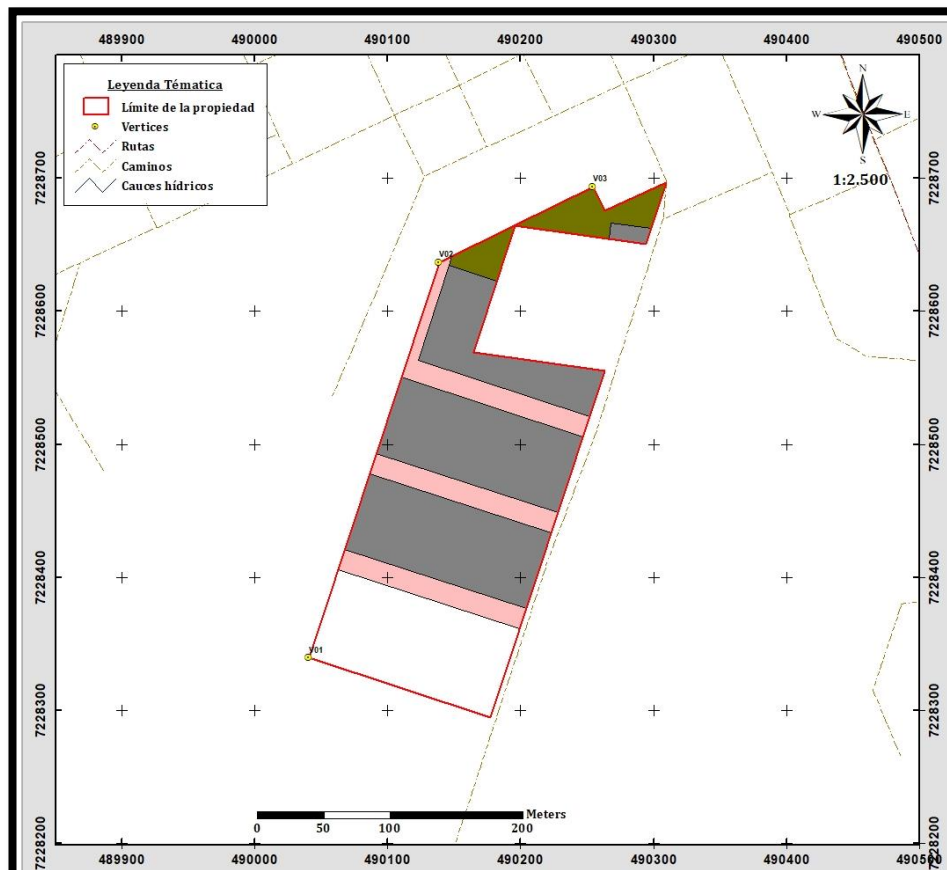 489900 490000 490100 490200 490300 490400 490500
Leyenda Témática
Límite de la propiedad
Vertices
Rutas
Caminos
Cauces hídricos
N
W E
S
1:2.500
7228700 7228700
V03
V02
7228600 7228600
7228500 7228500
7228400 7228400
V01
7228300 7228300
Meters
0 50 100 200
7228200 7228200
489900 490000 490100 490200 490300 490400 490500